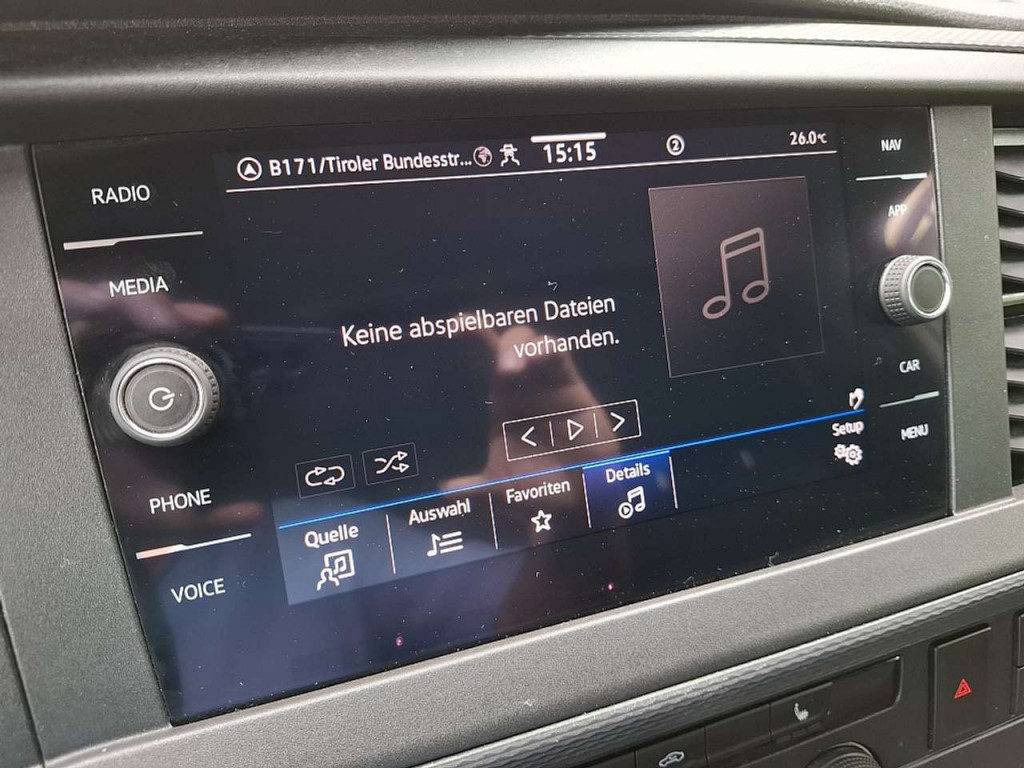 RADIO
MEDIA
PHONE
VOICE
B171/Tiroler Bundesstr...
15:15
2
26.0°C
Keine abspielbaren Dateien
vorhanden.
Quelle
Auswahl
Favoriten
Details
Setup
NAV
APP
CAR
MENU